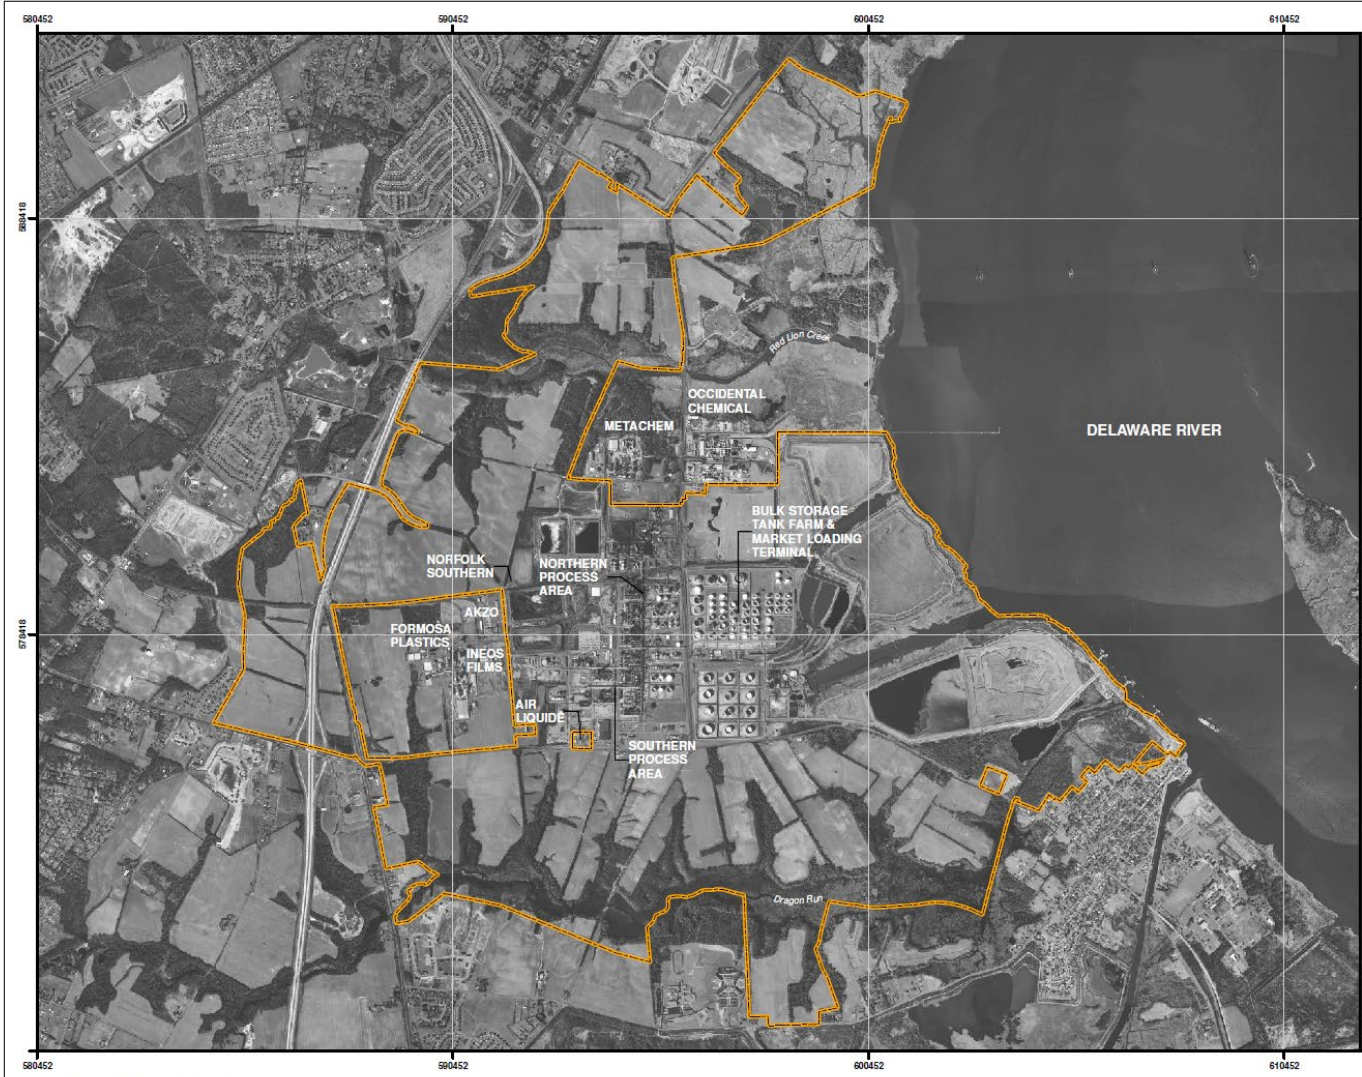 580452
590452
600452
610452
588418
Red Lion Creek
OCCIDENTAL
CHEMICAL
METACHEM
DELAWARE RIVER
BULK STORAGE
TANK FARM &
MARKET LOADING
TERMINAL
NORFOLK
SOUTHERN
NORTHERN
PROCESS
AREA
AKZO
FORMOSA
PLASTICS
578418
INEOS
FILMS
AIR
LIQUIDE
SOUTHERN
PROCESS
AREA
Dragon Run
580452
590452
600452
610452